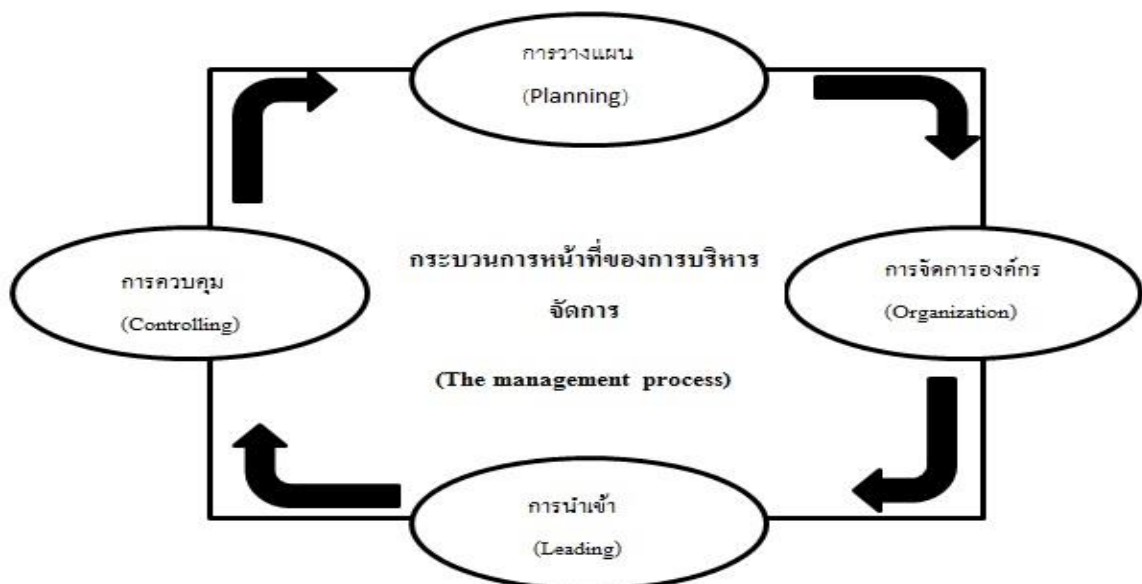 การวางแผน
(Planning)
กระบวนการหน้าที่ของการบริหาร
จัดการ
(The management process)
การควบคุม
(Controlling)
การจัดการองค์กร
(Organization)
การนำเข้า
(Leading)